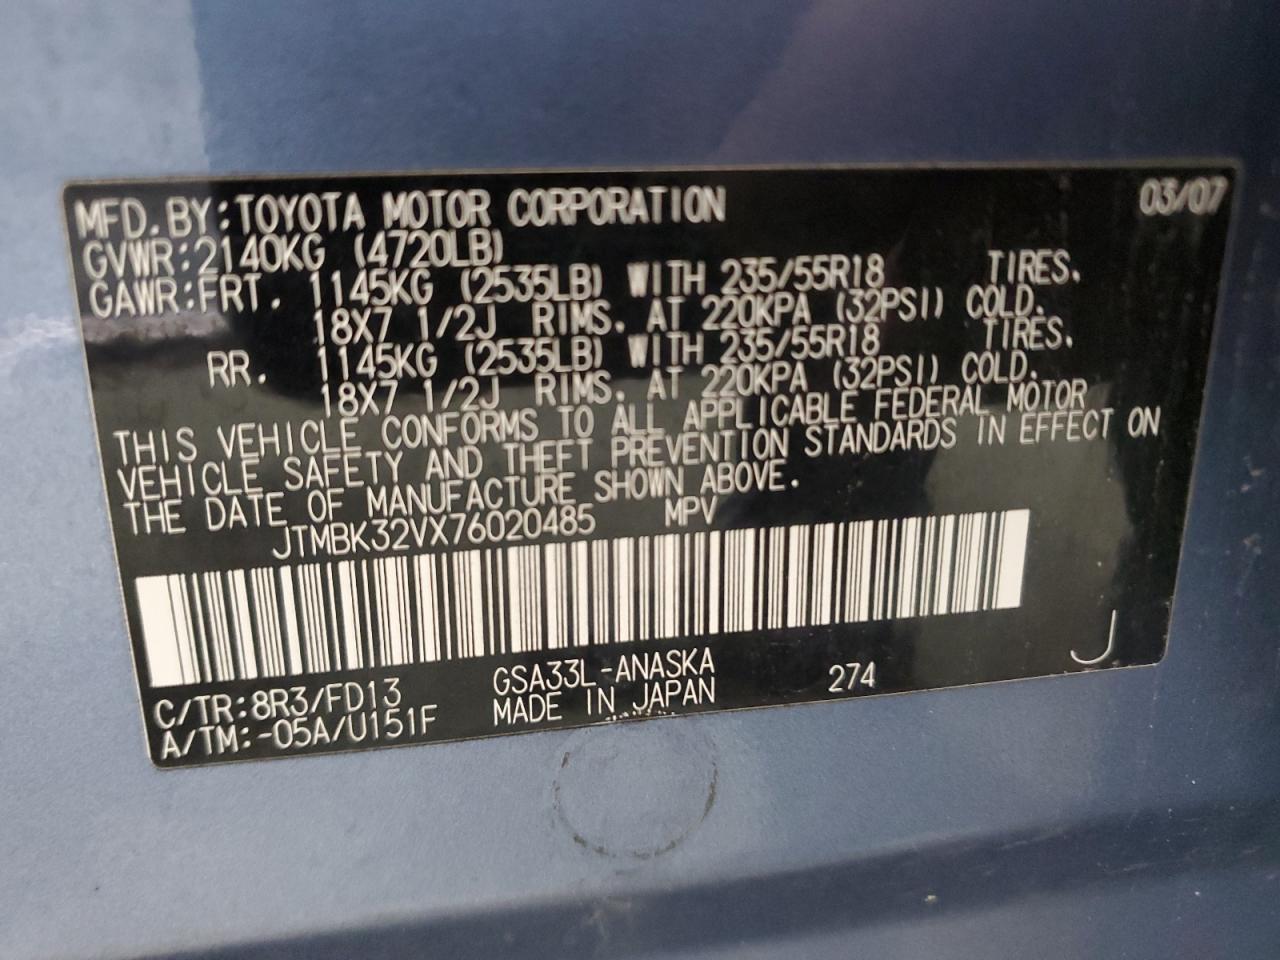 MFD.BY:TOYOTA MOTOR CORPORATION 03/07
GVWR:2140KG (4720LB)
GAWR:FRT. 1145KG (2535LB) WITH 235/55R18 TIRES.
18X7 1/2J RIMS. AT 220KPA (32PSI) COLD.
RR. 1145KG (2535LB) WITH 235/55R18 TIRES.
18X7 1/2J RIMS. AT 220KPA (32PSI) COLD.
THIS VEHICLE CONFORMS TO ALL APPLICABLE FEDERAL MOTOR
VEHICLE SAFETY AND THEFT PREVENTION STANDARDS IN EFFECT ON
THE DATE OF MANUFACTURE SHOWN ABOVE.
JTMBK32VX76020485 MPV
C/TR:8R3/FD13 GSA33L-ANASKA 274 J
A/TM:-05A/U151F MADE IN JAPAN